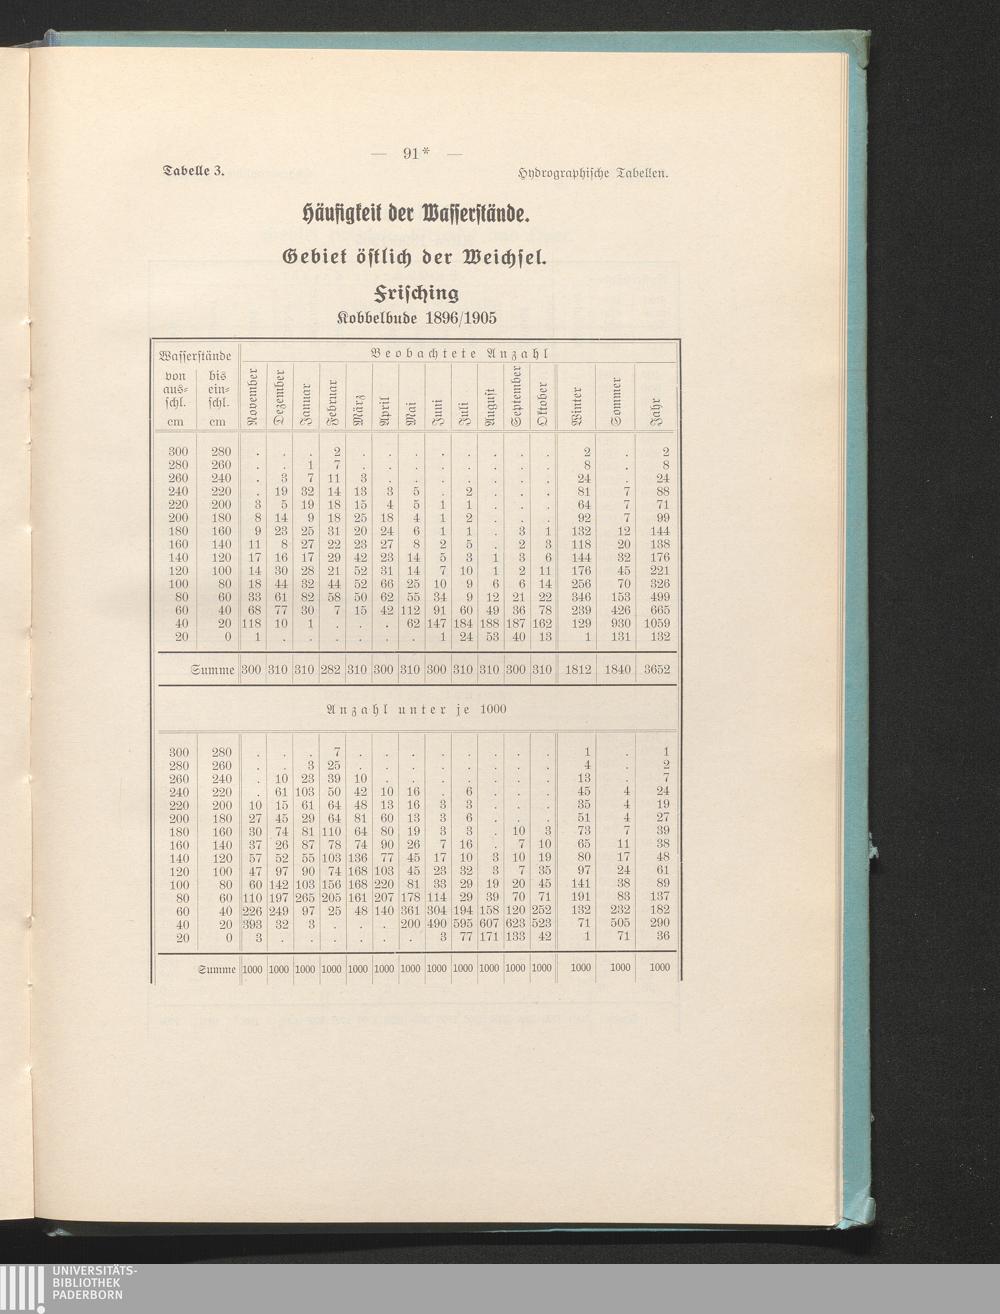 — 91* —
Tabelle 3. Hydrographische Tabellen.
Häufigkeit der Wasserstände.
Gebiet östlich der Weichsel.
Frisching
Kobbelbude 1896/1905
Wasserstände Beobachtete Anzahl
von ausschl. cm bis einschl. cm November Dezember Januar Februar März April Mai Juni Juli August September Oktober Winter Sommer Jahr
300 280 . . . 2 . . . . . . . . 2 . 2
280 260 . . 1 7 . . . . . . . . 8 . 8
260 240 . 3 7 11 3 . . . . . . . 24 . 24
240 220 . 19 32 14 13 3 5 . 2 . . . 81 7 88
220 200 3 5 19 18 15 4 5 1 1 . . . 64 7 71
200 180 8 14 9 18 25 18 4 1 2 . . . 92 7 99
180 160 9 23 25 31 20 24 6 1 1 . 3 1 132 12 144
160 140 11 8 27 22 23 27 8 2 5 . 2 3 118 20 138
140 120 17 16 17 29 42 23 14 5 3 1 3 6 144 32 176
120 100 14 30 28 21 52 31 14 7 10 1 2 11 176 45 221
100 80 18 44 32 44 52 66 25 10 9 6 6 14 256 70 326
80 60 33 61 82 58 50 62 55 34 9 12 21 22 346 153 499
60 40 68 77 30 7 15 42 112 91 60 49 36 78 239 426 665
40 20 118 10 1 . . . 62 147 184 188 187 162 129 930 1059
20 0 1 . . . . . . 1 24 53 40 13 1 131 132
Summe 300 310 310 282 310 300 310 300 310 310 300 310 1812 1840 3652
Anzahl unter je 1000
300 280 . . . 7 . . . . . . . . 1 . 1
280 260 . . 3 25 . . . . . . . . 4 . 2
260 240 . 10 23 39 10 . . . . . . . 13 . 7
240 220 . 61 103 50 42 10 16 . 6 . . . 45 4 24
220 200 10 15 61 64 48 13 16 3 3 . . . 35 4 19
200 180 27 45 29 64 81 60 13 3 6 . . . 51 4 27
180 160 30 74 81 110 64 80 19 3 3 . 10 3 73 7 39
160 140 37 26 87 78 74 90 26 7 16 . 7 10 65 11 38
140 120 57 52 55 103 136 77 45 17 10 3 10 19 80 17 48
120 100 47 97 90 74 168 103 45 23 32 3 7 35 97 24 61
100 80 60 142 103 156 168 220 81 33 29 19 20 45 141 38 89
80 60 110 197 265 205 161 207 178 114 29 39 70 71 191 83 137
60 40 226 249 97 25 48 140 361 304 194 158 120 252 132 232 182
40 20 393 32 3 . . . 200 490 595 607 623 523 71 505 290
20 0 3 . . . . . . 3 77 171 133 42 1 71 36
Summe 1000 1000 1000 1000 1000 1000 1000 1000 1000 1000 1000 1000 1000 1000 1000
UNIVERSITÄTS-
BIBLIOTHEK
PADERBORN